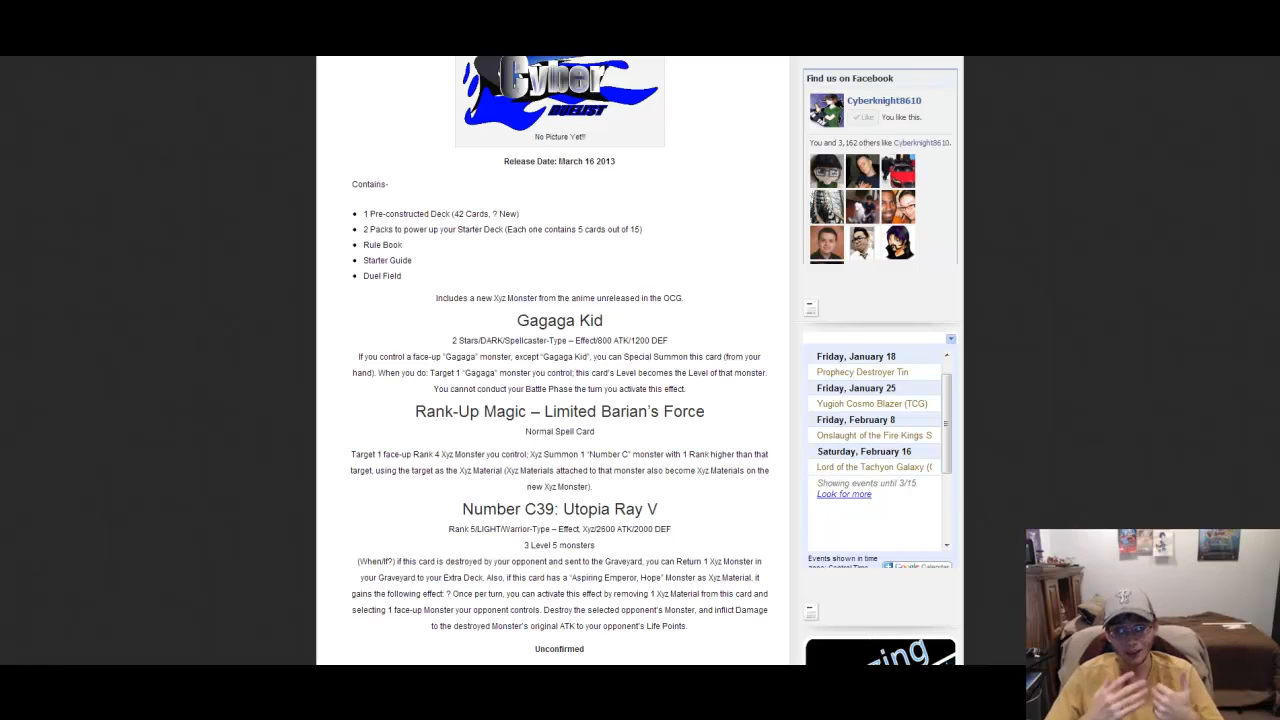 Cyber
DUELIST
No Picture Yet!!
Release Date: March 16 2013
Contains-
1 Pre-constructed Deck (42 Cards, ? New)
2 Packs to power up your Starter Deck (Each one contains 5 cards out of 15)
Rule Book
Starter Guide
Duel Field
Includes a new Xyz Monster from the anime unreleased in the OCG.
Gagaga Kid
2 Stars/DARK/Spellcaster-Type – Effect/800 ATK/1200 DEF
If you control a face-up "Gagaga" monster, except "Gagaga Kid", you can Special Summon this card (from your
hand). When you do: Target 1 "Gagaga" monster you control; this card's Level becomes the Level of that monster.
You cannot conduct your Battle Phase the turn you activate this effect.
Rank-Up Magic – Limited Barian's Force
Normal Spell Card
Target 1 face-up Rank 4 Xyz Monster you control; Xyz Summon 1 "Number C" monster with 1 Rank higher than that
target, using the target as the Xyz Material (Xyz Materials attached to that monster also become Xyz Materials on the
new Xyz Monster).
Number C39: Utopia Ray V
Rank 5/LIGHT/Warrior-Type – Effect, Xyz/2600 ATK/2000 DEF
3 Level 5 monsters
(When/If?) if this card is destroyed by your opponent and sent to the Graveyard, you can Return 1 Xyz Monster in
your Graveyard to your Extra Deck. Also, if this card has a "Aspiring Emperor, Hope" Monster as Xyz Material, it
gains the following effect: ? Once per turn, you can activate this effect by removing 1 Xyz Material from this card and
selecting 1 face-up Monster your opponent controls. Destroy the selected opponent's Monster, and inflict Damage
to the destroyed Monster's original ATK to your opponent's Life Points.
Unconfirmed
Find us on Facebook
Cyberknight8610
Like You like this.
You and 3,162 others like Cyberknight8610.
Friday, January 18
Prophecy Destroyer Tin
Friday, January 25
Yugioh Cosmo Blazer (TCG)
Friday, February 8
Onslaught of the Fire Kings S
Saturday, February 16
Lord of the Tachyon Galaxy (
Showing events until 3/15.
Look for more
Events shown in time
zone: Central Time
Google Calendar
zing